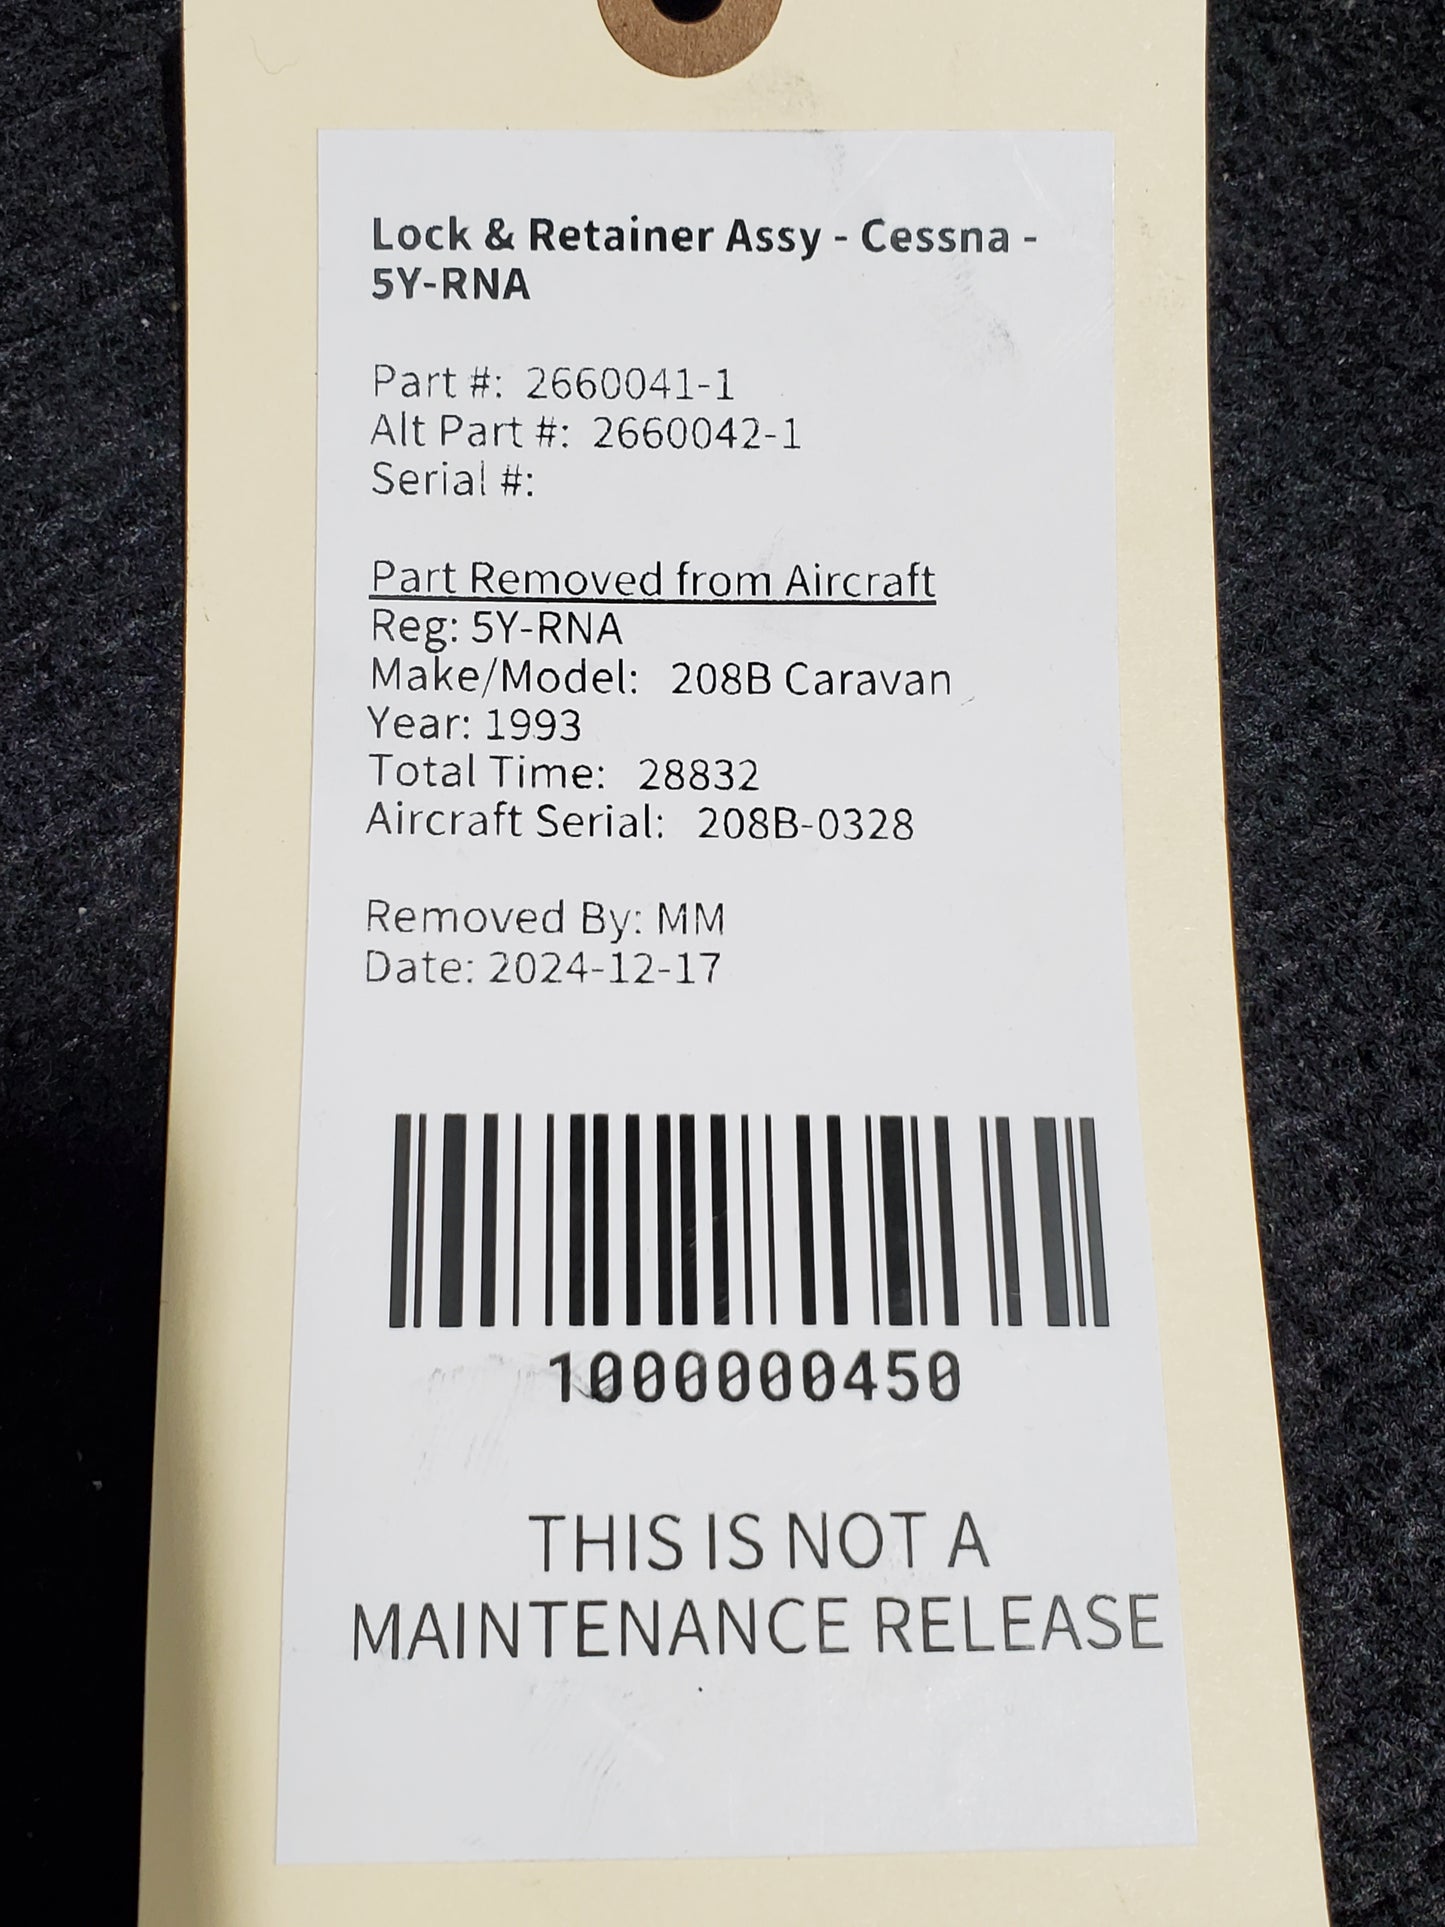 Lock & Retainer Assy - Cessna -
5Y-RNA
Part #: 2660041-1
Alt Part #: 2660042-1
Serial #:
Part Removed from Aircraft
Reg: 5Y-RNA
Make/Model: 208B Caravan
Year: 1993
Total Time: 28832
Aircraft Serial: 208B-0328
Removed By: MM
Date: 2024-12-17
1000000450
THIS IS NOT A
MAINTENANCE RELEASE